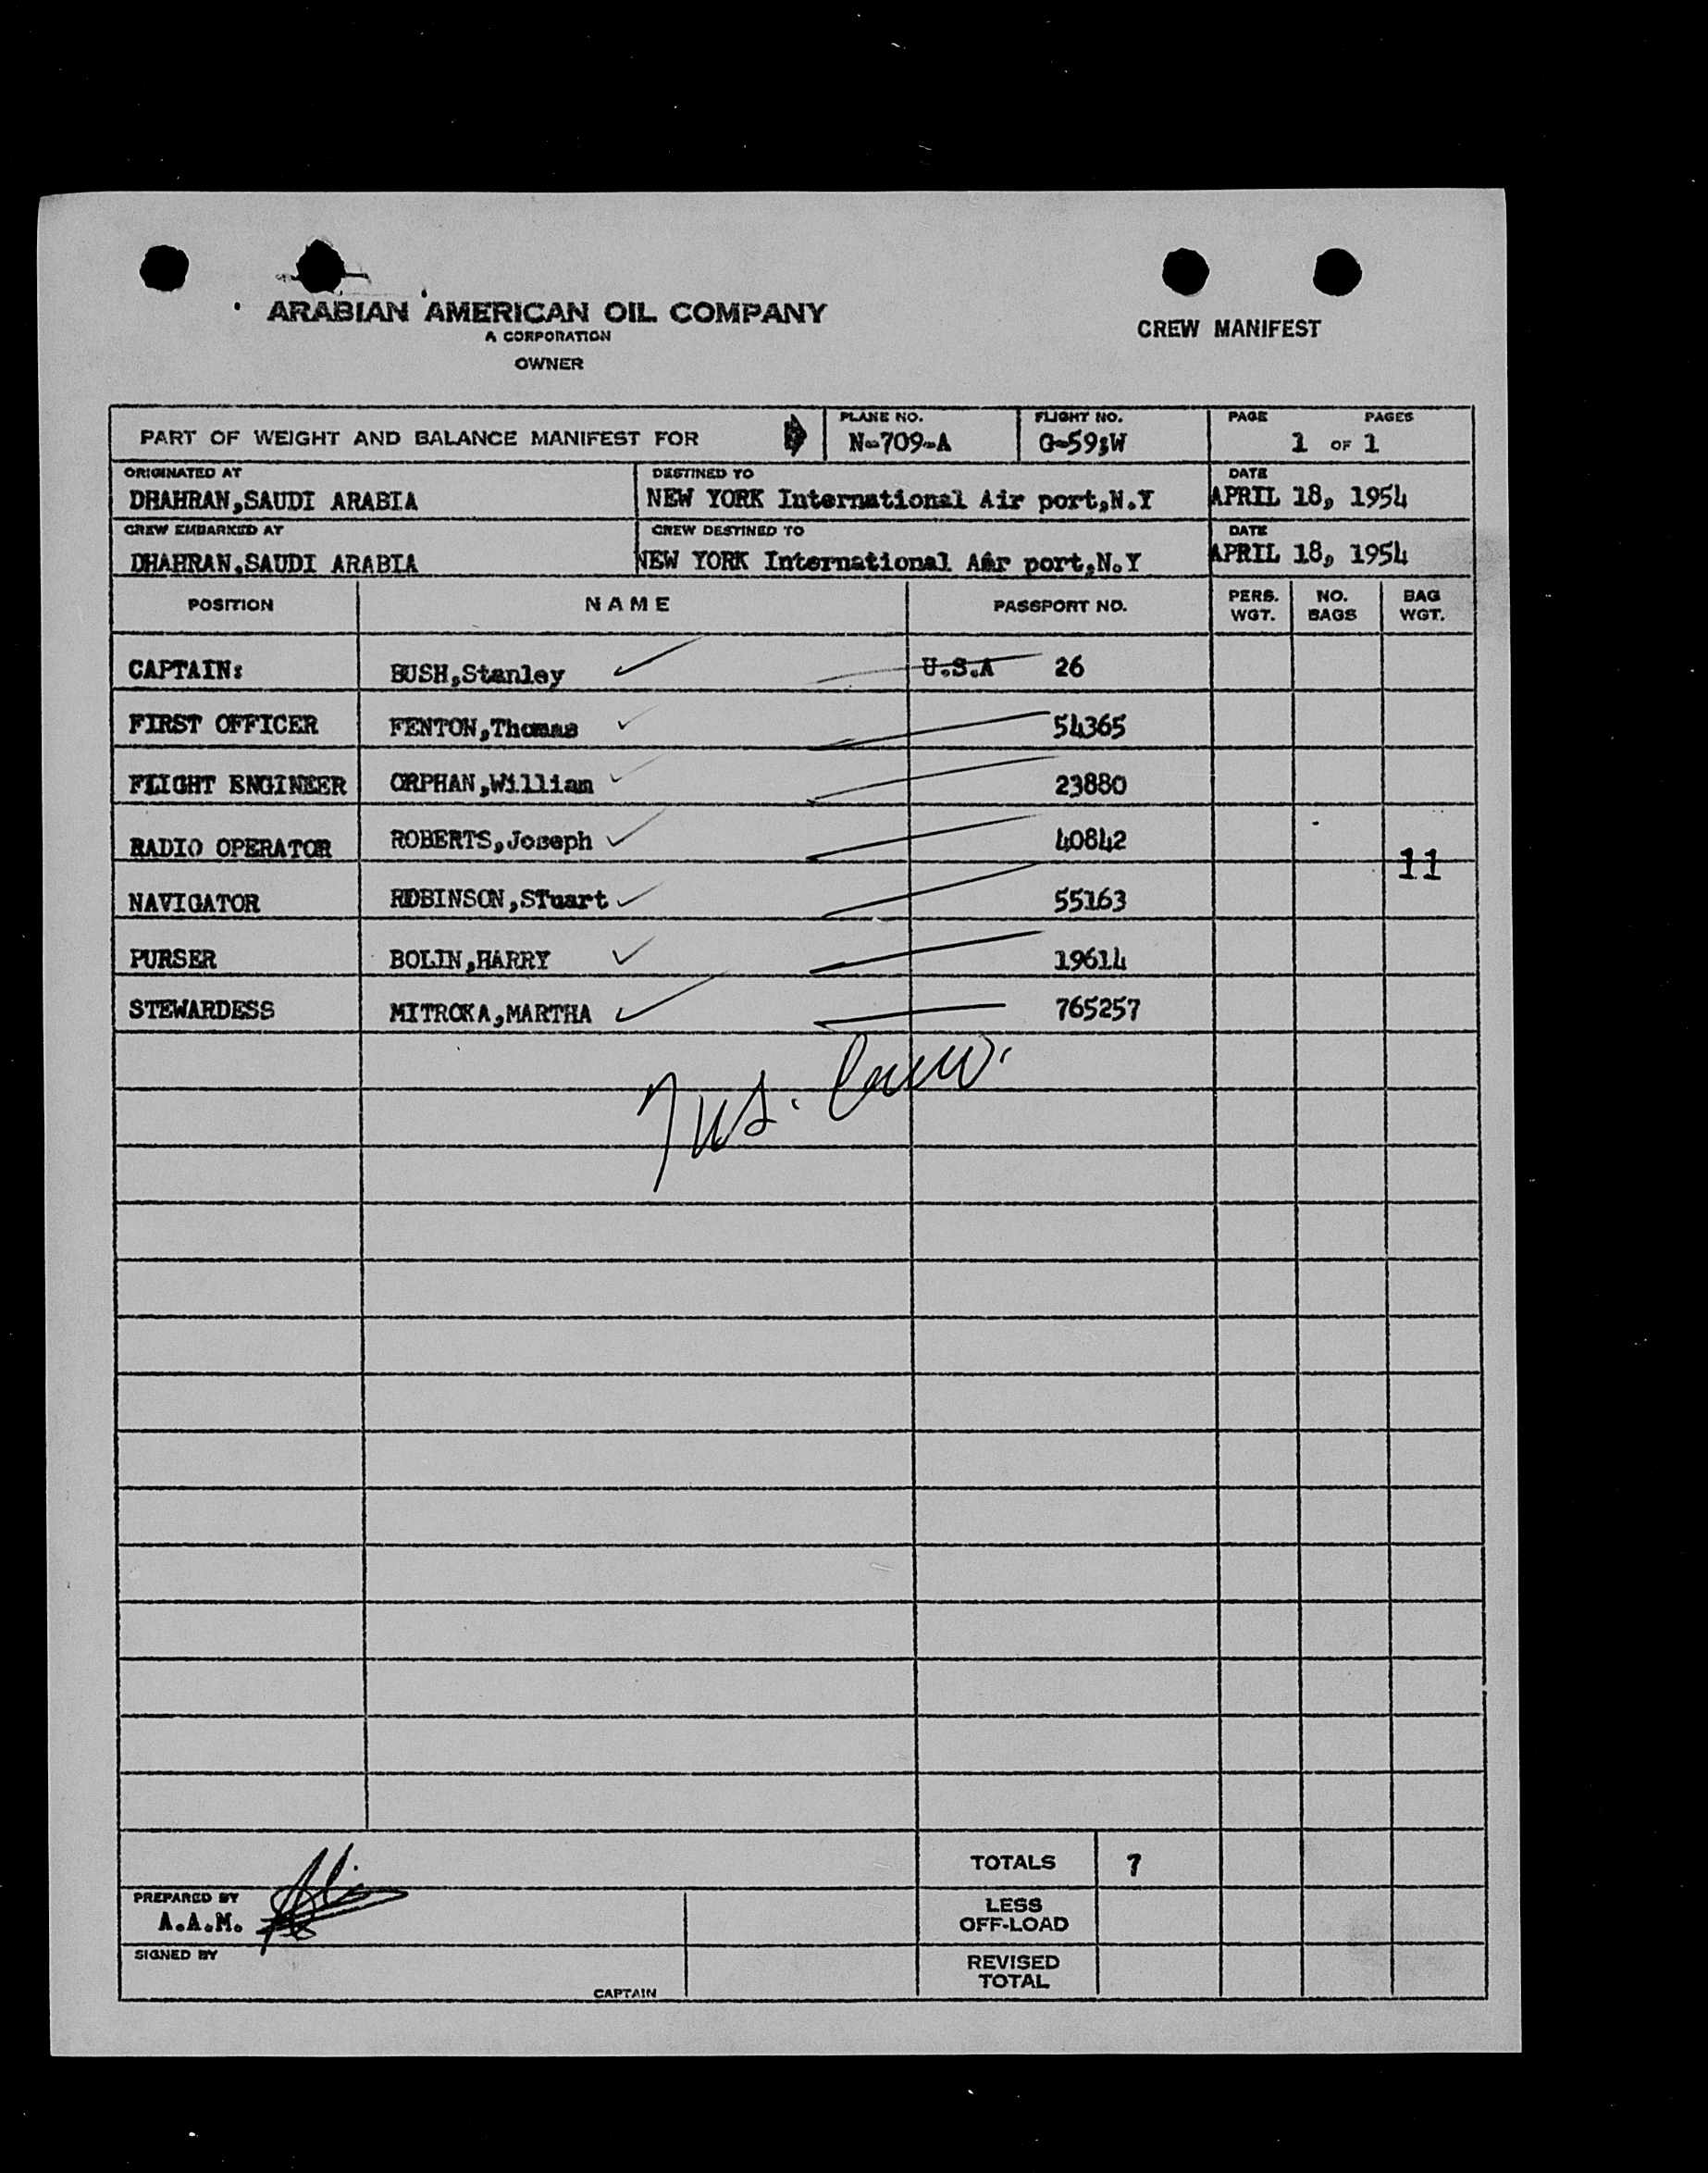 ARABIAN AMERICAN OIL COMPANY
A CORPORATION
OWNER
CREW MANIFEST
PART OF WEIGHT AND BALANCE MANIFEST FOR
PLANE NO.
N-709-A
FLIGHT NO.
G-59;W
PAGE PAGES
1 OF 1
ORIGINATED AT
DHAHRAN,SAUDI ARABIA
DESTINED TO
NEW YORK International Air port,N.Y
DATE
APRIL 18, 1954
CREW EMBARKED AT
DHAHRAN,SAUDI ARABIA
CREW DESTINED TO
NEW YORK International Air port,N.Y
DATE
APRIL 18, 1954
POSITION NAME PASSPORT NO. PERS. WGT. NO. BAGS BAG WGT.
CAPTAIN: BUSH,Stanley U.S.A 26
FIRST OFFICER FENTON,Thomas 54365
FLIGHT ENGINEER ORPHAN,William 23880
RADIO OPERATOR ROBERTS,Joseph 40842
11
NAVIGATOR ROBINSON,STuart 55163
PURSER BOLIN,HARRY 19614
STEWARDESS MITROKA,MARTHA 765257
TOTALS 7
PREPARED BY
A.A.M.
LESS
OFF-LOAD
SIGNED BY
CAPTAIN
REVISED
TOTAL